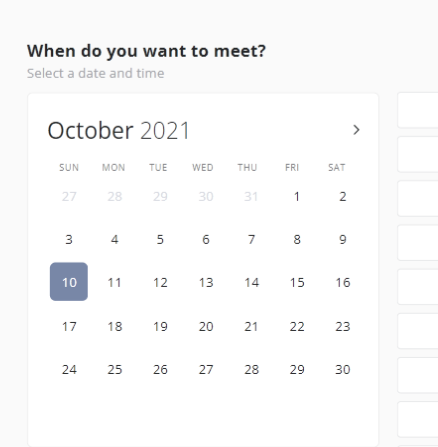 When do you want to meet?
Select a date and time
October 2021
SUN MON TUE WED THU FRI SAT
27 28 29 30 31 1 2
3 4 5 6 7 8 9
10 11 12 13 14 15 16
17 18 19 20 21 22 23
24 25 26 27 28 29 30